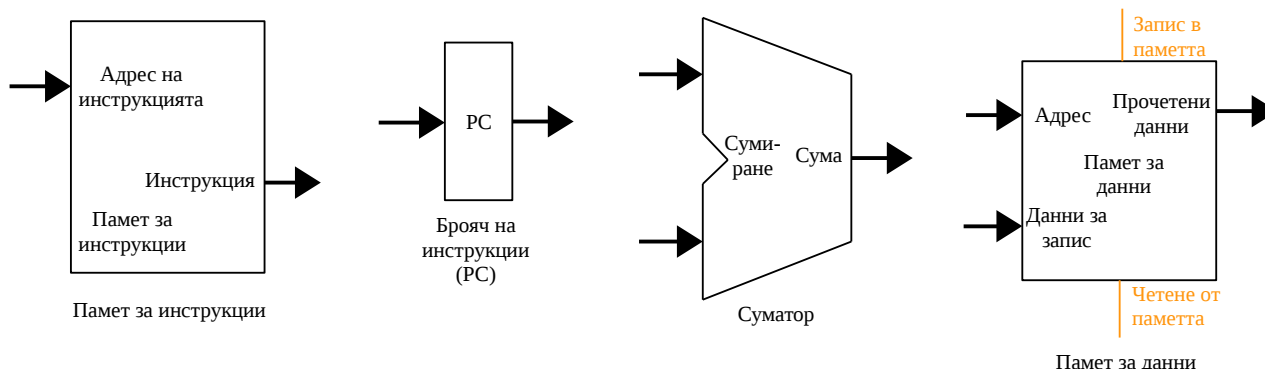 Адрес на
инструкцията
Инструкция
Памет за
инструкции
Памет за инструкции
PC
Брояч на
инструкции
(PC)
Суми-
ране
Сума
Суматор
Запис в
паметта
Адрес
Прочетени
данни
Памет за
данни
Данни за
запис
Четене от
паметта
Памет за данни